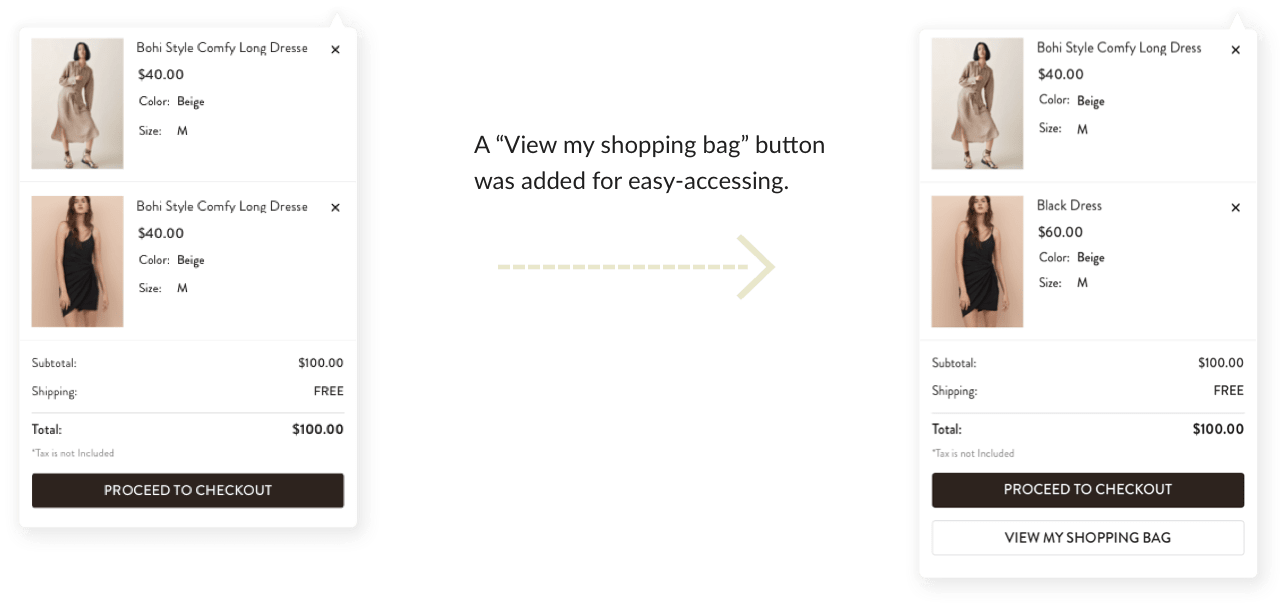 Bohi Style Comfy Long Dresse
$40.00
Color: Beige
Size: M
Bohi Style Comfy Long Dresse
$40.00
Color: Beige
Size: M
Subtotal: $100.00
Shipping: FREE
Total: $100.00
*Tax is not Included
PROCEED TO CHECKOUT
A “View my shopping bag” button
was added for easy-accessing.
Bohi Style Comfy Long Dress
$40.00
Color: Beige
Size: M
Black Dress
$60.00
Color: Beige
Size: M
Subtotal: $100.00
Shipping: FREE
Total: $100.00
*Tax is not Included
PROCEED TO CHECKOUT
VIEW MY SHOPPING BAG